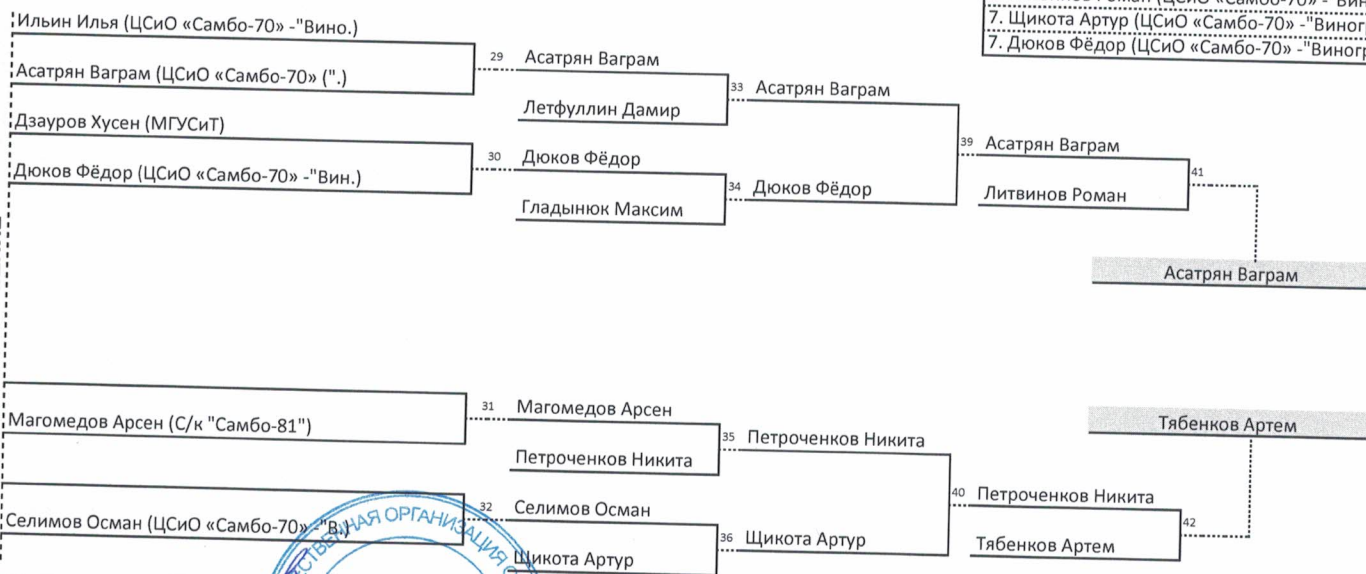 Ильин Илья (ЦСиО «Самбо-70» -"Вино.)
Асатрян Ваграм (ЦСиО «Самбо-70» (".)
Дзауров Хусен (МГУСиТ)
Дюков Фёдор (ЦСиО «Самбо-70» -"Вин.)
Магомедов Арсен (С/к "Самбо-81")
Селимов Осман (ЦСиО «Самбо-70» -"В.)
29 Асатрян Ваграм
Летфуллин Дамир
30 Дюков Фёдор
Гладынюк Максим
31 Магомедов Арсен
Петроченков Никита
32 Селимов Осман
Щикота Артур
33 Асатрян Ваграм
34 Дюков Фёдор
35 Петроченков Никита
36 Щикота Артур
39 Асатрян Ваграм
Литвинов Роман
40 Петроченков Никита
Тябенков Артем
41
Асатрян Ваграм
Тябенков Артем
42
7. Щикота Артур (ЦСиО «Самбо-70» -"Виногр
7. Дюков Фёдор (ЦСиО «Самбо-70» -"Виногр
ОРГАНИЗАЦИЯ